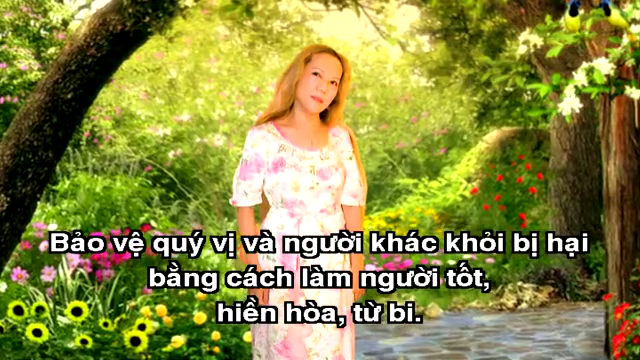 Bảo vệ quý vị và người khác khỏi bị hại
bằng cách làm người tốt,
hiền hòa, từ bi.